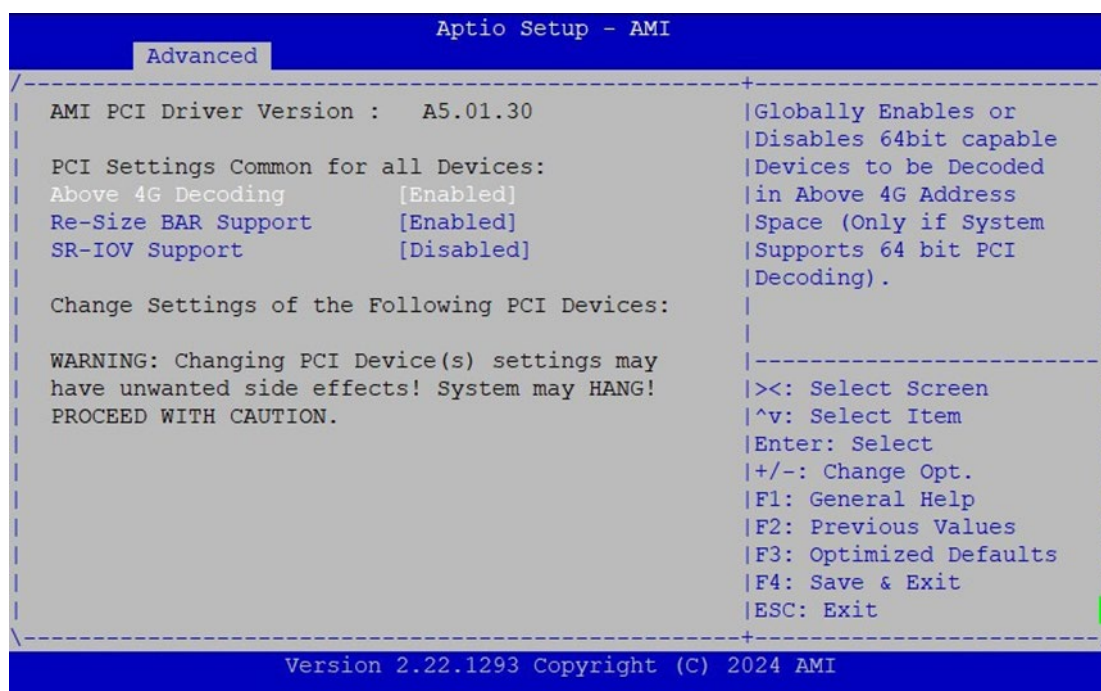 Aptio Setup - AMI
Advanced
AMI PCI Driver Version : A5.01.30
PCI Settings Common for all Devices:
Above 4G Decoding [Enabled]
Re-Size BAR Support [Enabled]
SR-IOV Support [Disabled]
Change Settings of the Following PCI Devices:
WARNING: Changing PCI Device(s) settings may
have unwanted side effects! System may HANG!
PROCEED WITH CAUTION.
Globally Enables or
Disables 64bit capable
Devices to be Decoded
in Above 4G Address
Space (Only if System
Supports 64 bit PCI
Decoding).
><: Select Screen
^v: Select Item
Enter: Select
+/-: Change Opt.
F1: General Help
F2: Previous Values
F3: Optimized Defaults
F4: Save & Exit
ESC: Exit
Version 2.22.1293 Copyright (C) 2024 AMI